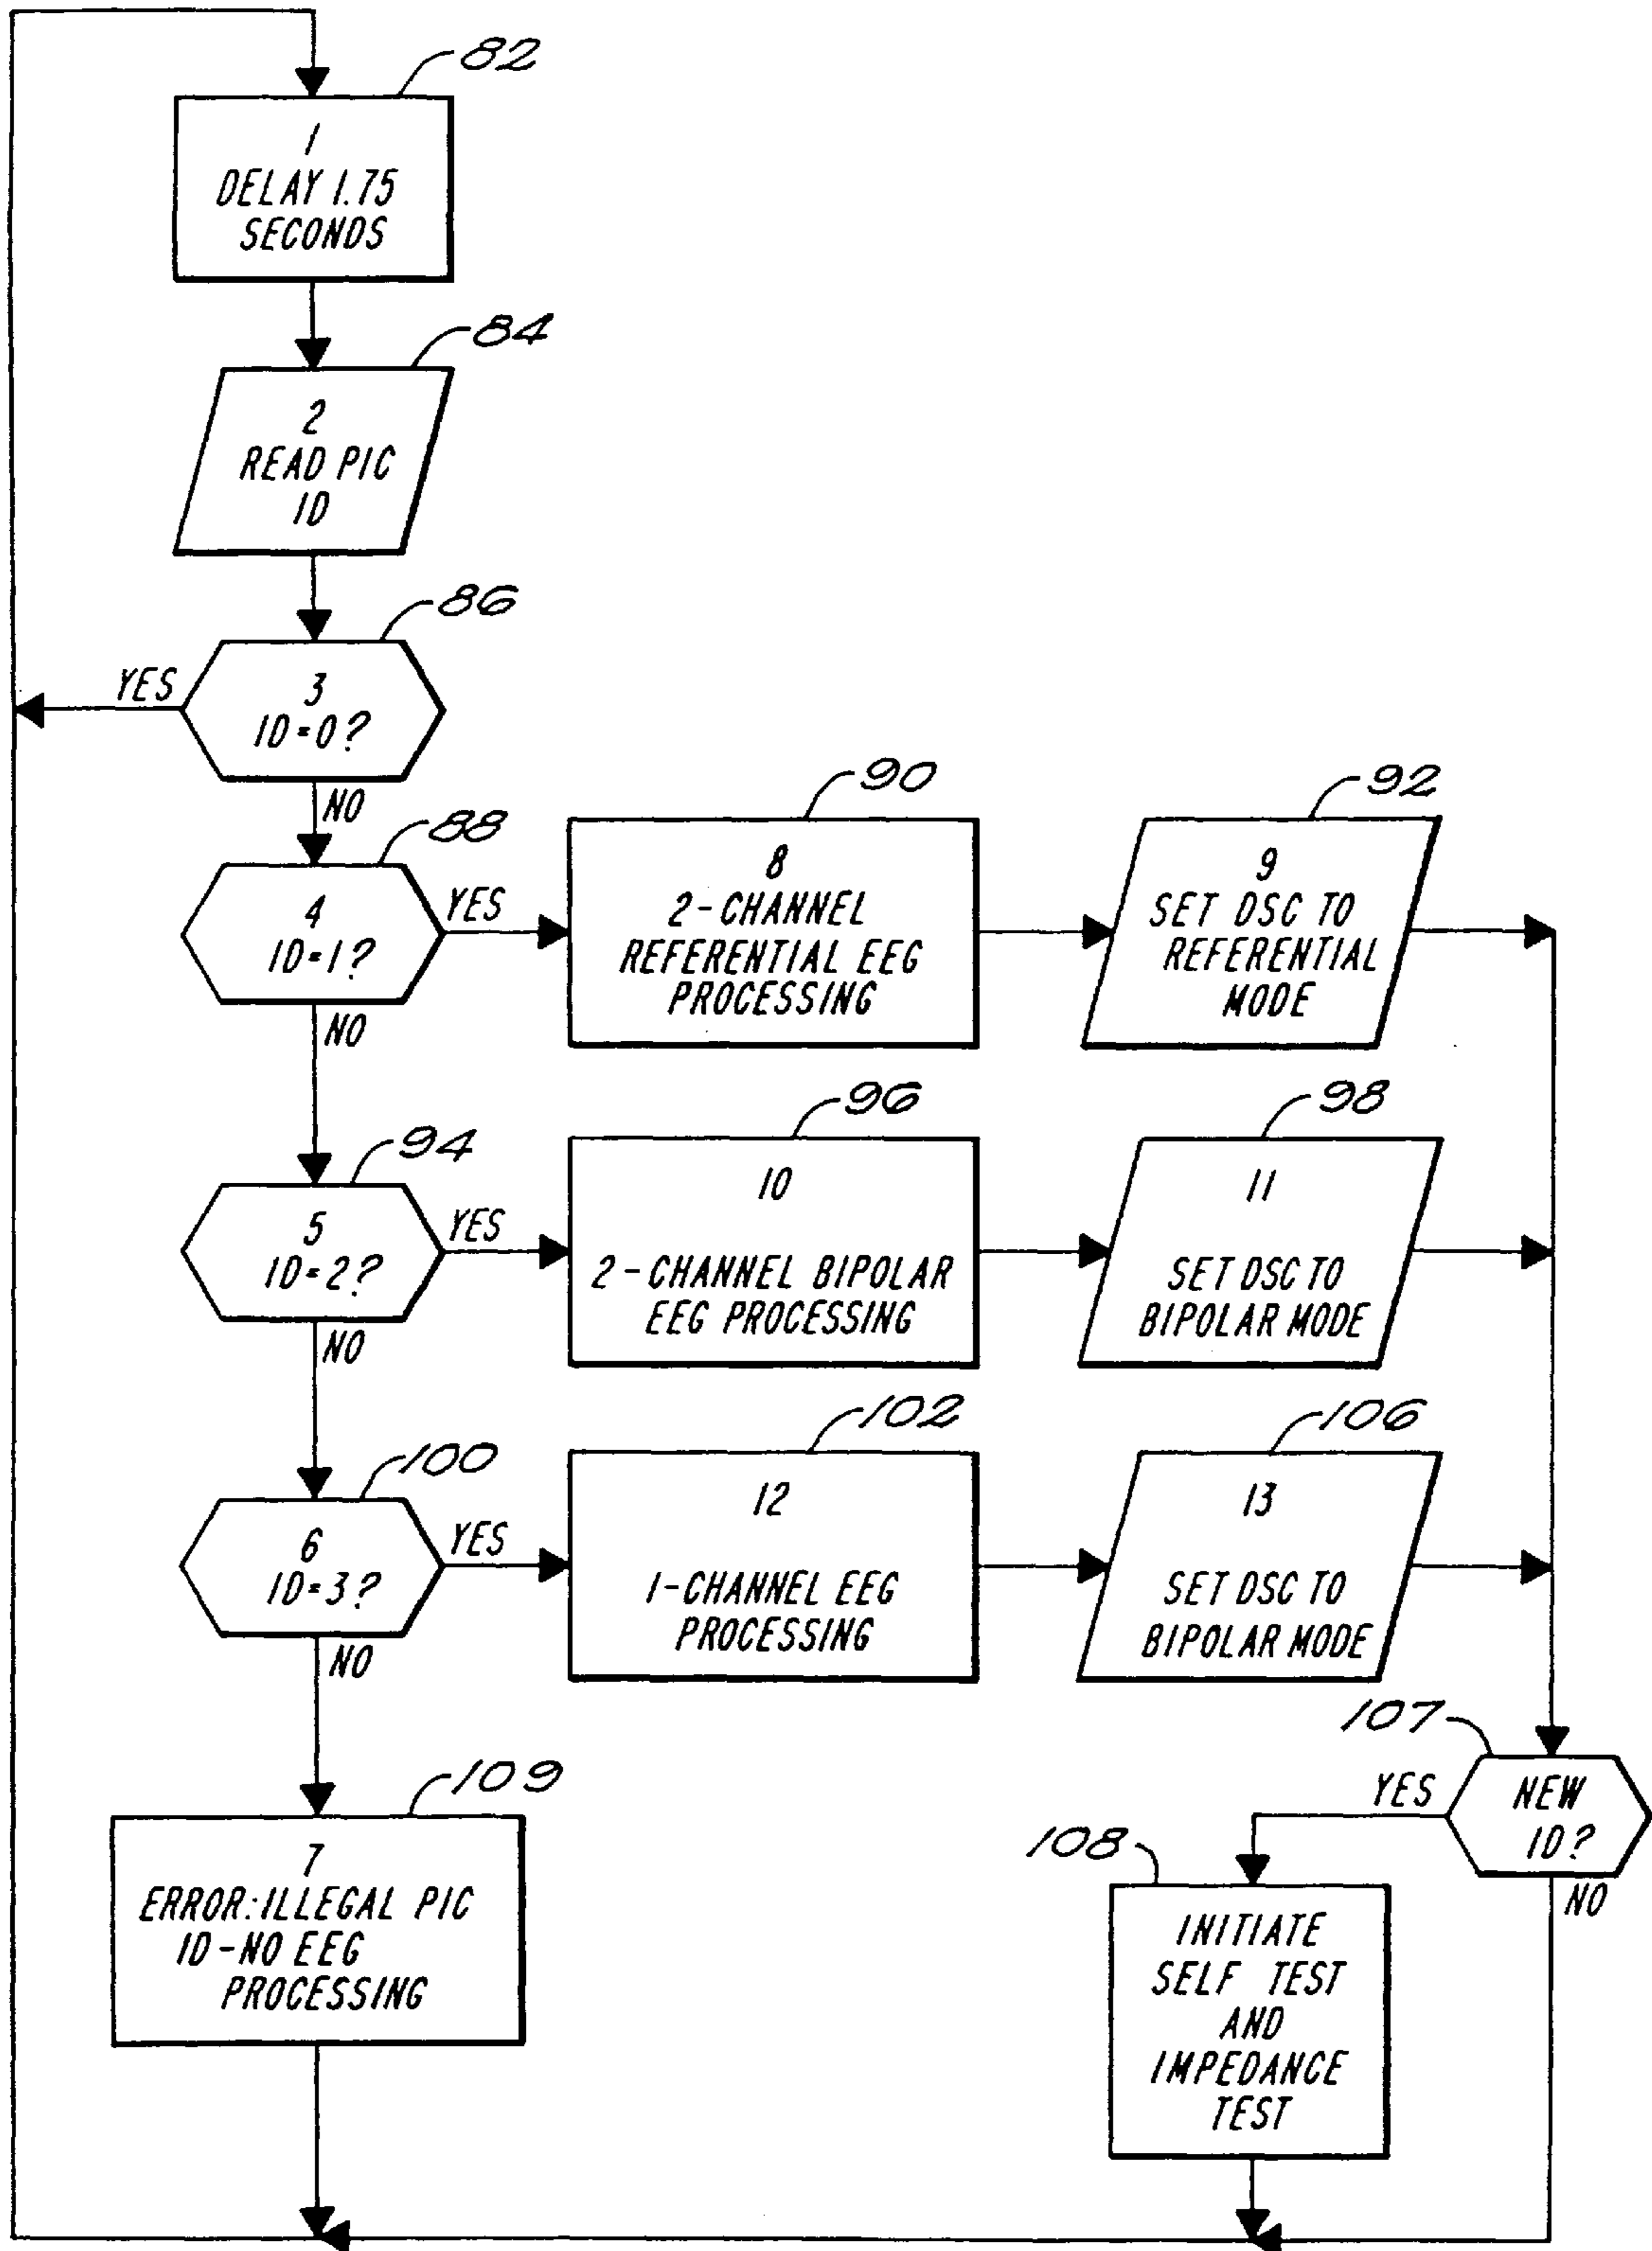 82
1
DELAY 1.75
SECONDS
84
2
READ PIC
ID
86
YES
3
ID=0?
NO
88
4
ID=1?
YES
NO
90
8
2-CHANNEL
REFERENTIAL EEG
PROCESSING
92
9
SET DSC TO
REFERENTIAL
MODE
94
5
ID=2?
YES
NO
96
10
2-CHANNEL BIPOLAR
EEG PROCESSING
98
11
SET DSC TO
BIPOLAR MODE
100
6
ID=3?
YES
NO
102
12
1-CHANNEL EEG
PROCESSING
106
13
SET DSC TO
BIPOLAR MODE
107
NEW
ID?
YES
NO
109
7
ERROR:ILLEGAL PIC
ID-NO EEG
PROCESSING
108
INITIATE
SELF TEST
AND
IMPEDANCE
TEST